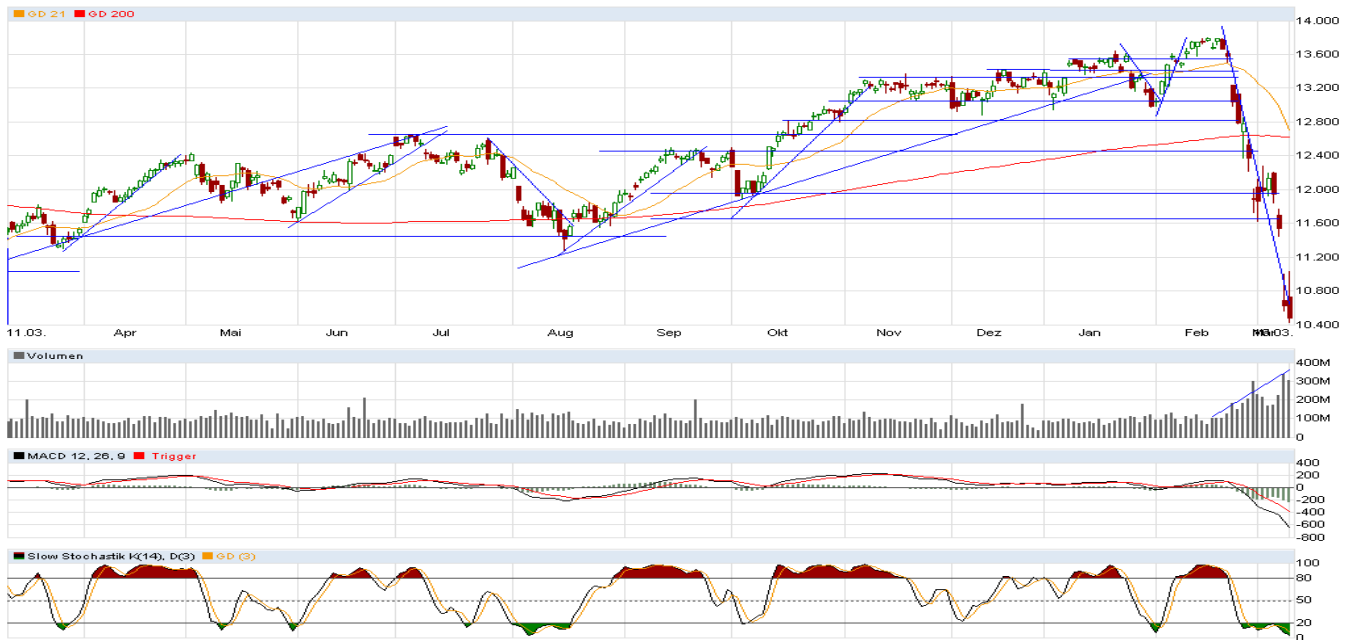 GD 21 GD 200
14.000
13.600
13.200
12.800
12.400
12.000
11.600
11.200
10.800
10.400
11.03. Apr Mai Jun Jul Aug Sep Okt Nov Dez Jan Feb
Volumen
400M
300M
200M
100M
0
MACD 12, 26, 9 Trigger
400
200
0
-200
-400
-600
-800
Slow Stochastik K(14), D(3) GD (3)
100
80
50
20
0